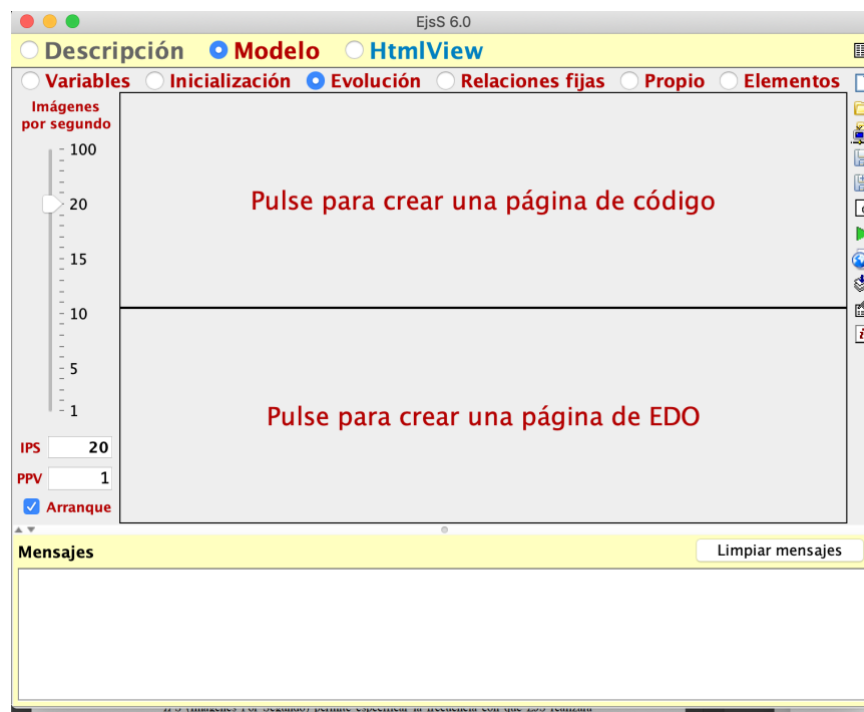 EjsS 6.0
Descripción Modelo HtmlView
Variables Inicialización Evolución Relaciones fijas Propio Elementos
Imágenes
por segundo
100
20
15
10
5
1
Pulse para crear una página de código
Pulse para crear una página de EDO
IPS 20
PPV 1
Arranque
Mensajes Limpiar mensajes